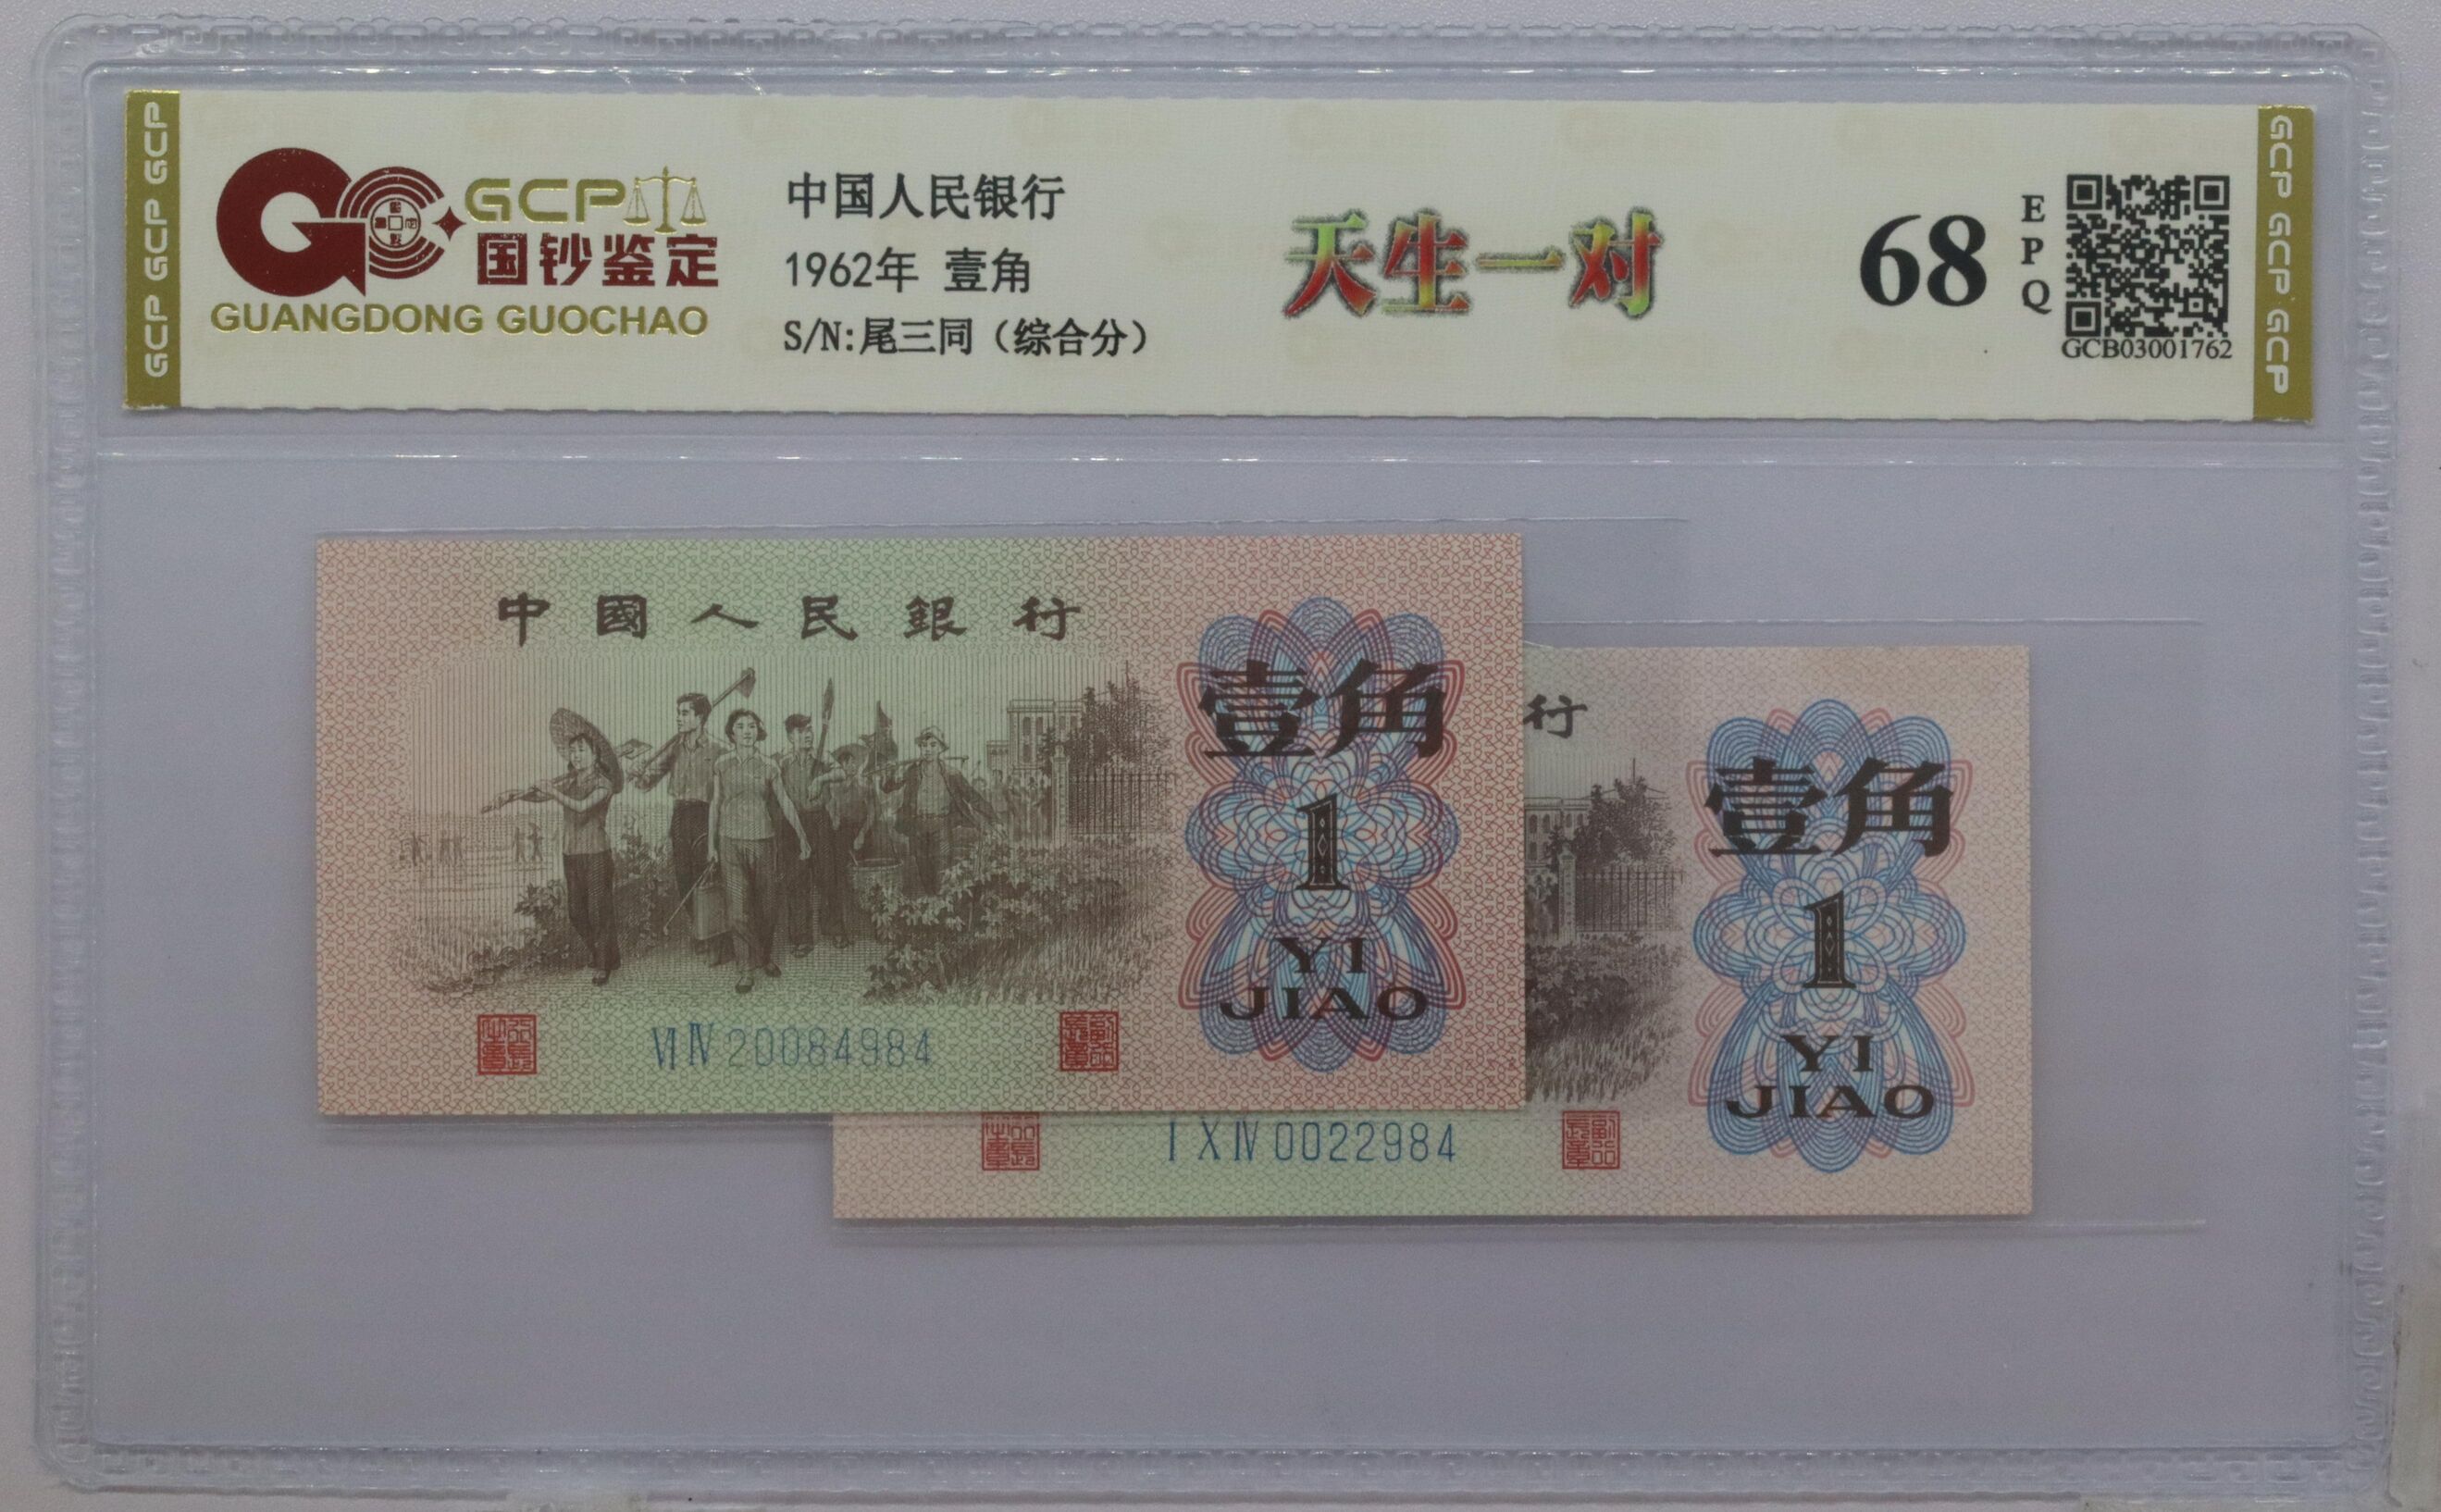 GCP GCP GCP
GCP
国钞鉴定
GUANGDONG GUOCHAO
中国人民银行
1962年 壹角
S/N:尾三同（综合分）
天生一对
68
EPQ
GCB03001762
GCP GCP GCP
中國人民銀行
壹角
1
YI
JIAO
VI IV 20084984
行
壹角
1
YI
JIAO
I X IV 0022984